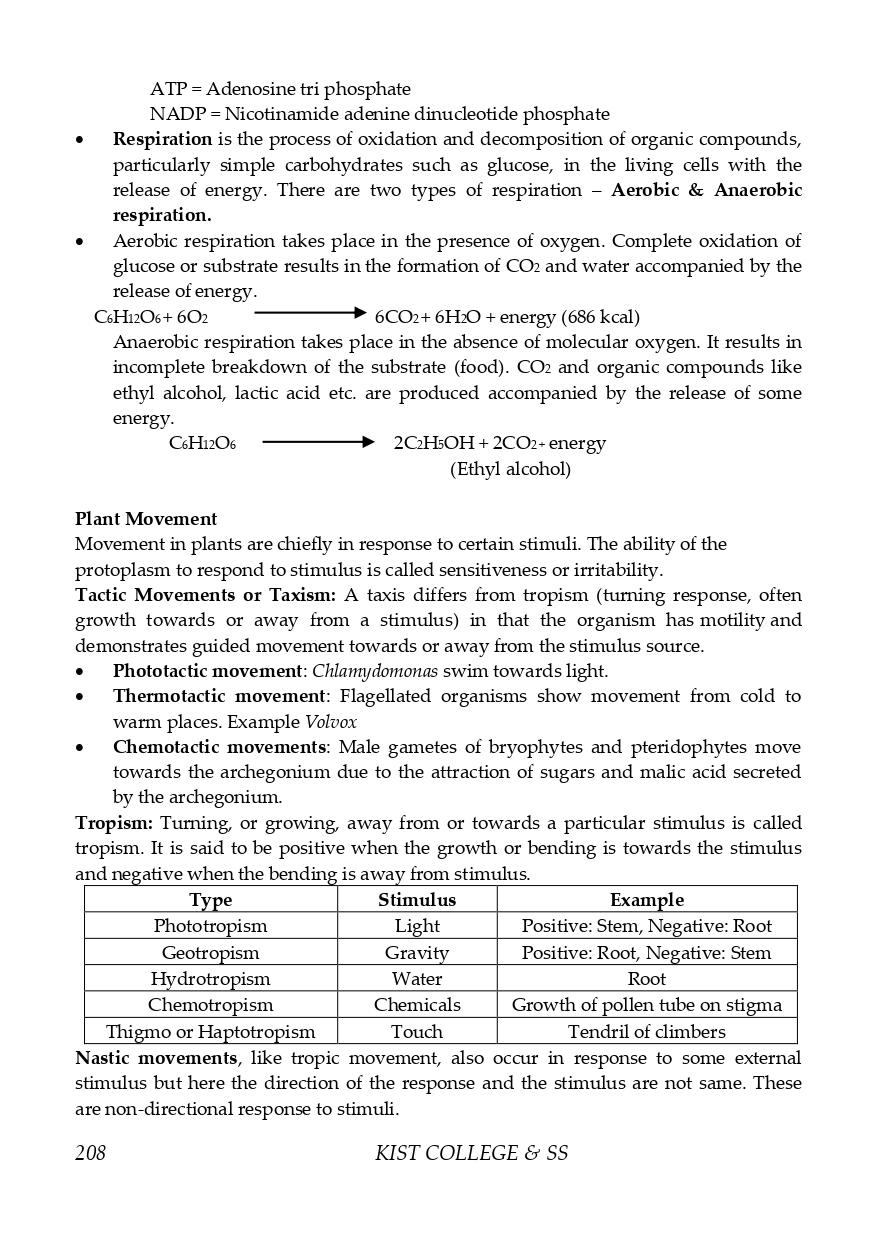 ATP = Adenosine tri phosphate
NADP = Nicotinamide adenine dinucleotide phosphate
• Respiration is the process of oxidation and decomposition of organic compounds,
particularly simple carbohydrates such as glucose, in the living cells with the
release of energy. There are two types of respiration – Aerobic & Anaerobic
respiration.
• Aerobic respiration takes place in the presence of oxygen. Complete oxidation of
glucose or substrate results in the formation of CO2 and water accompanied by the
release of energy.
C6H12O6 + 6O2 ⟶ 6CO2 + 6H2O + energy (686 kcal)
Anaerobic respiration takes place in the absence of molecular oxygen. It results in
incomplete breakdown of the substrate (food). CO2 and organic compounds like
ethyl alcohol, lactic acid etc. are produced accompanied by the release of some
energy.
C6H12O6 ⟶ 2C2H5OH + 2CO2 + energy
(Ethyl alcohol)
Plant Movement
Movement in plants are chiefly in response to certain stimuli. The ability of the
protoplasm to respond to stimulus is called sensitiveness or irritability.
Tactic Movements or Taxism: A taxis differs from tropism (turning response, often
growth towards or away from a stimulus) in that the organism has motility and
demonstrates guided movement towards or away from the stimulus source.
• Phototactic movement: Chlamydomonas swim towards light.
• Thermotactic movement: Flagellated organisms show movement from cold to
warm places. Example Volvox
• Chemotactic movements: Male gametes of bryophytes and pteridophytes move
towards the archegonium due to the attraction of sugars and malic acid secreted
by the archegonium.
Tropism: Turning, or growing, away from or towards a particular stimulus is called
tropism. It is said to be positive when the growth or bending is towards the stimulus
and negative when the bending is away from stimulus.
Type Stimulus Example
Phototropism Light Positive: Stem, Negative: Root
Geotropism Gravity Positive: Root, Negative: Stem
Hydrotropism Water Root
Chemotropism Chemicals Growth of pollen tube on stigma
Thigmo or Haptotropism Touch Tendril of climbers
Nastic movements, like tropic movement, also occur in response to some external
stimulus but here the direction of the response and the stimulus are not same. These
are non-directional response to stimuli.
208 KIST COLLEGE & SS